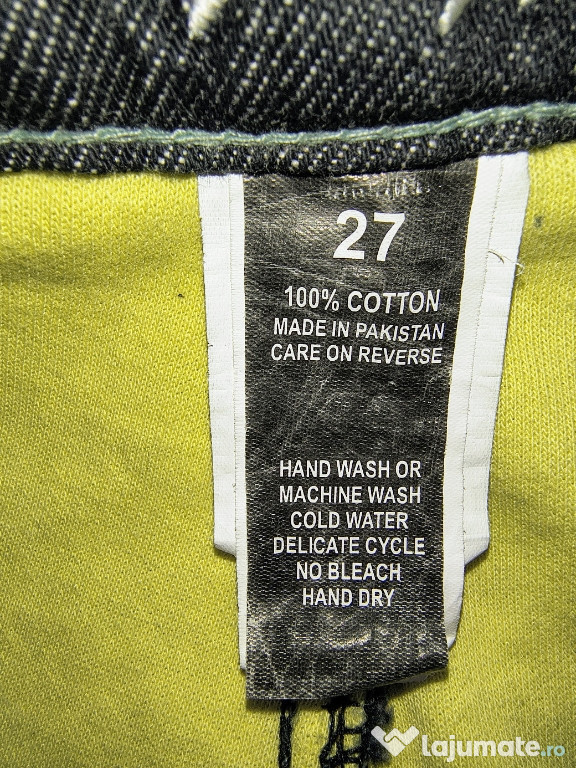 27
100% COTTON
MADE IN PAKISTAN
CARE ON REVERSE
HAND WASH OR
MACHINE WASH
COLD WATER
DELICATE CYCLE
NO BLEACH
HAND DRY
lajumate.ro